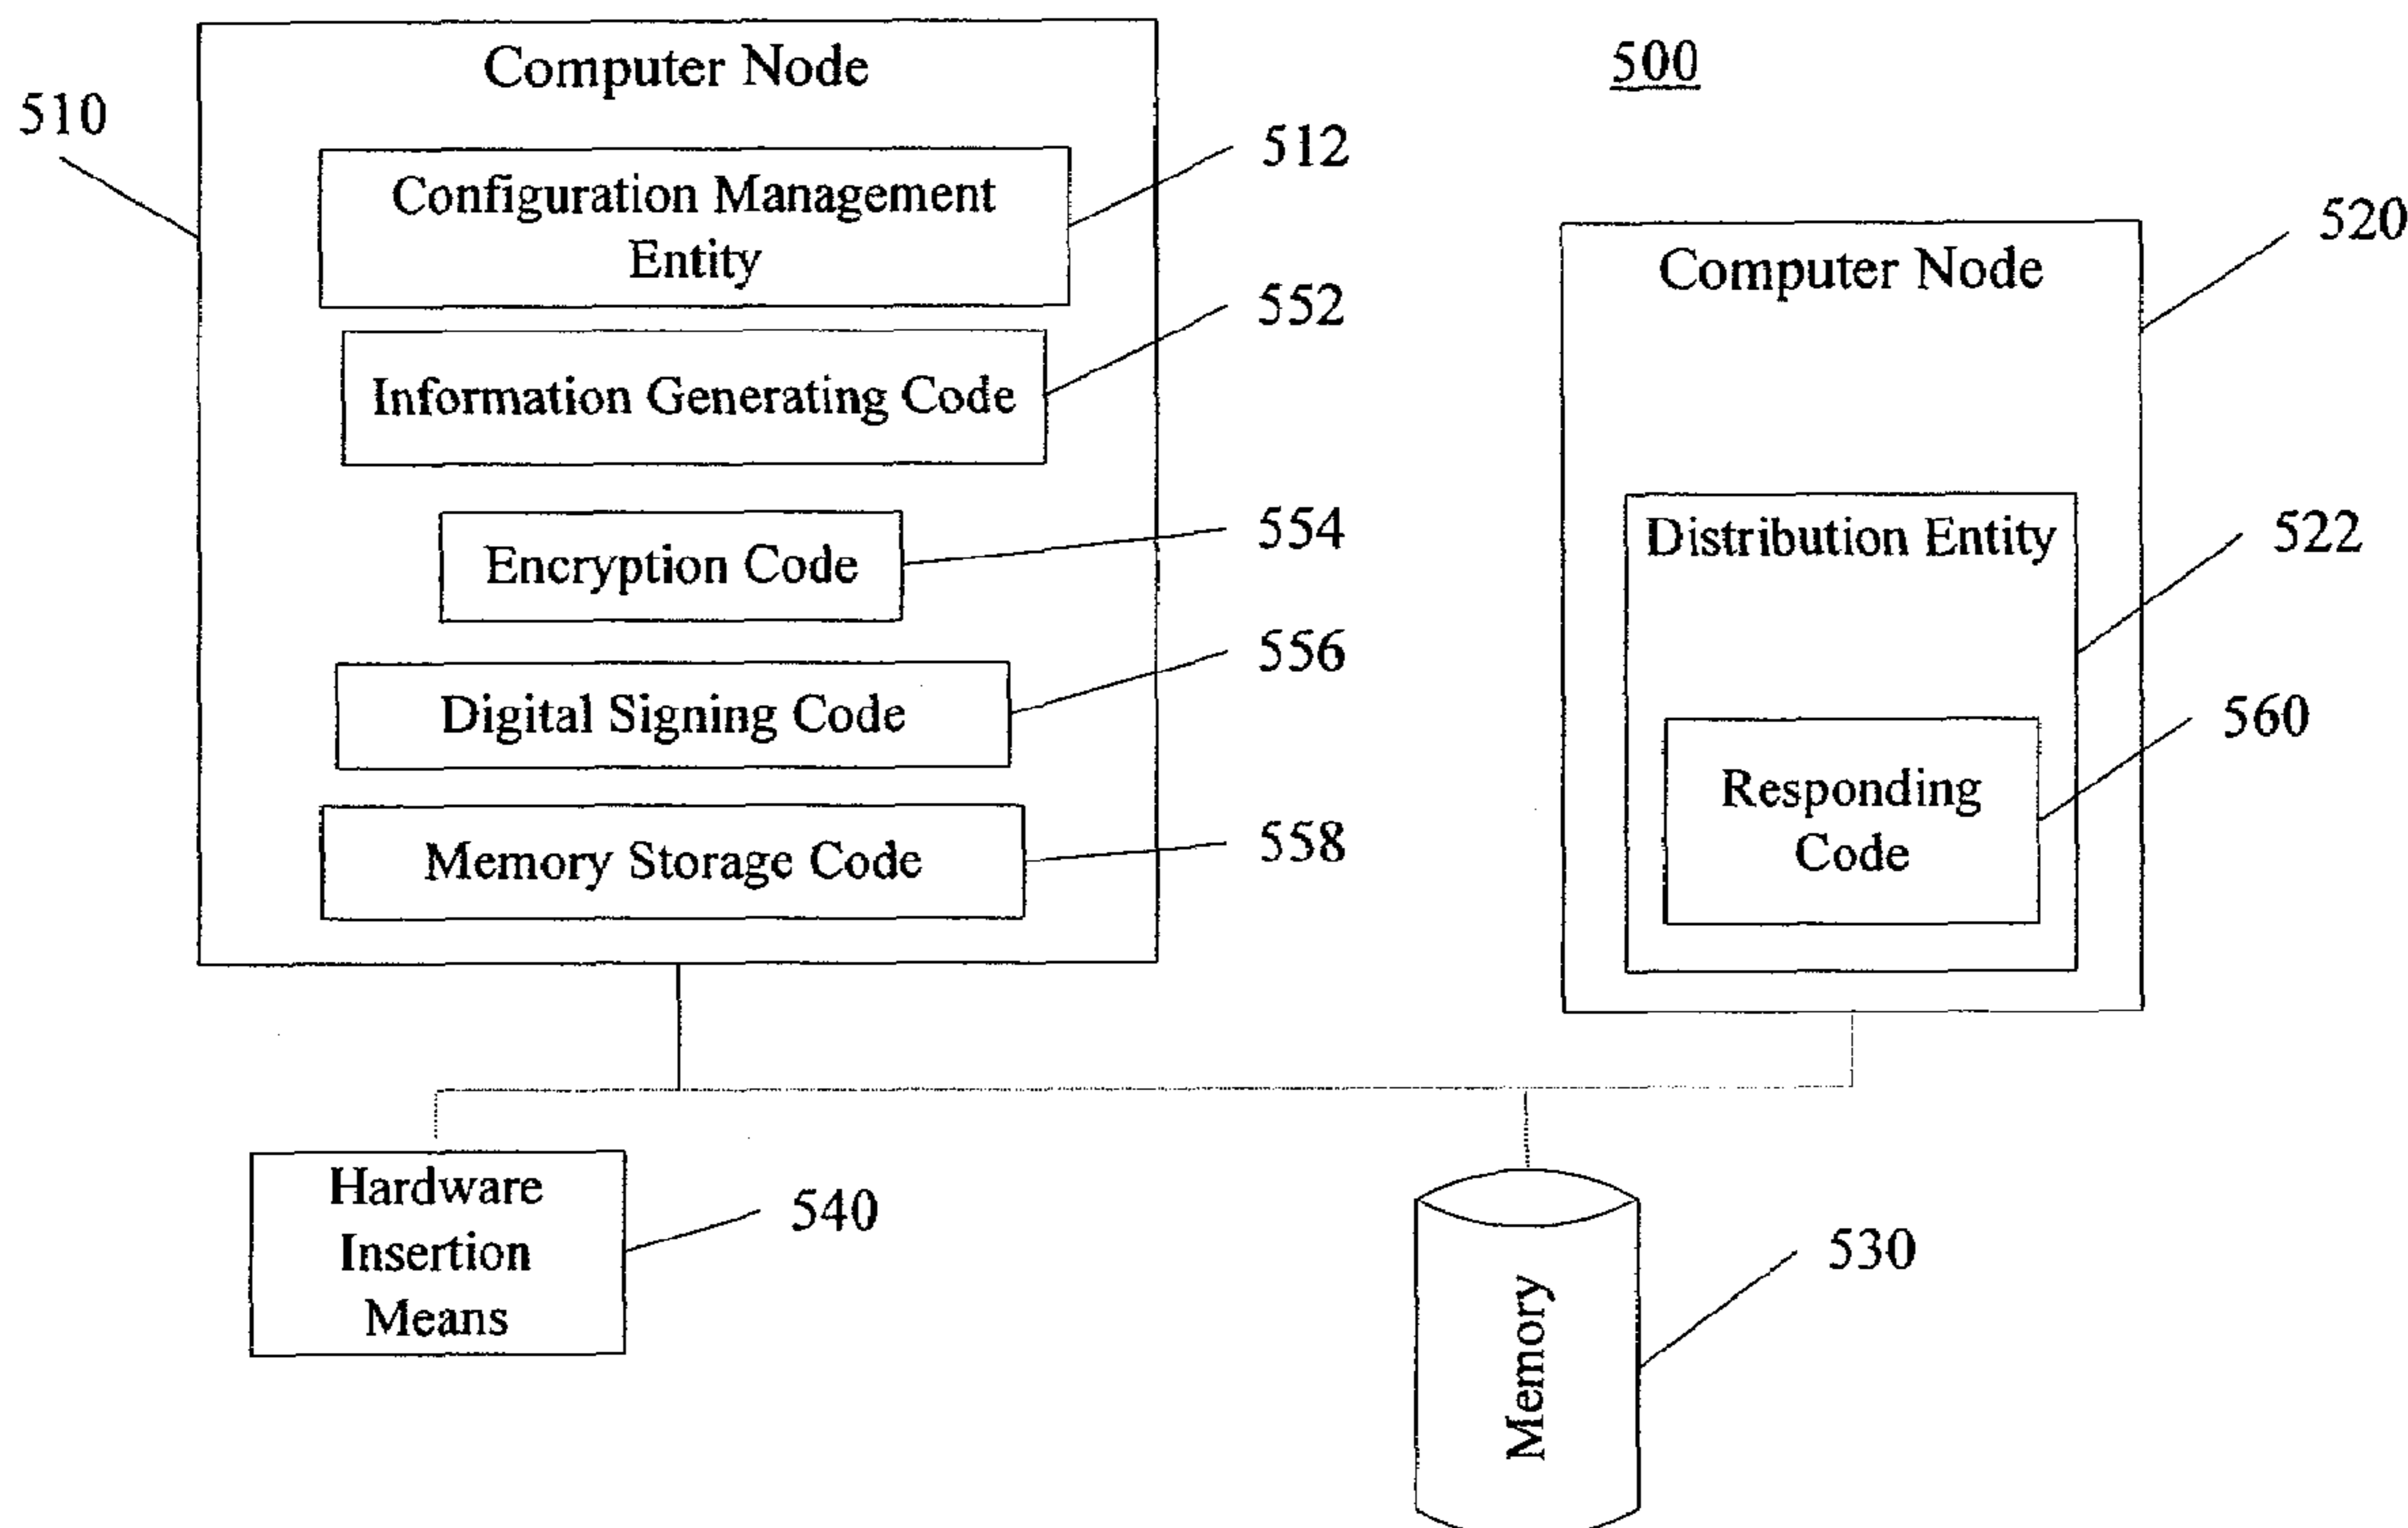 500
510
Computer Node
Configuration Management
Entity
512
Information Generating Code
552
Encryption Code
554
Digital Signing Code
556
Memory Storage Code
558
Computer Node
520
Distribution Entity
522
Responding
Code
560
Hardware
Insertion
Means
540
Memory
530